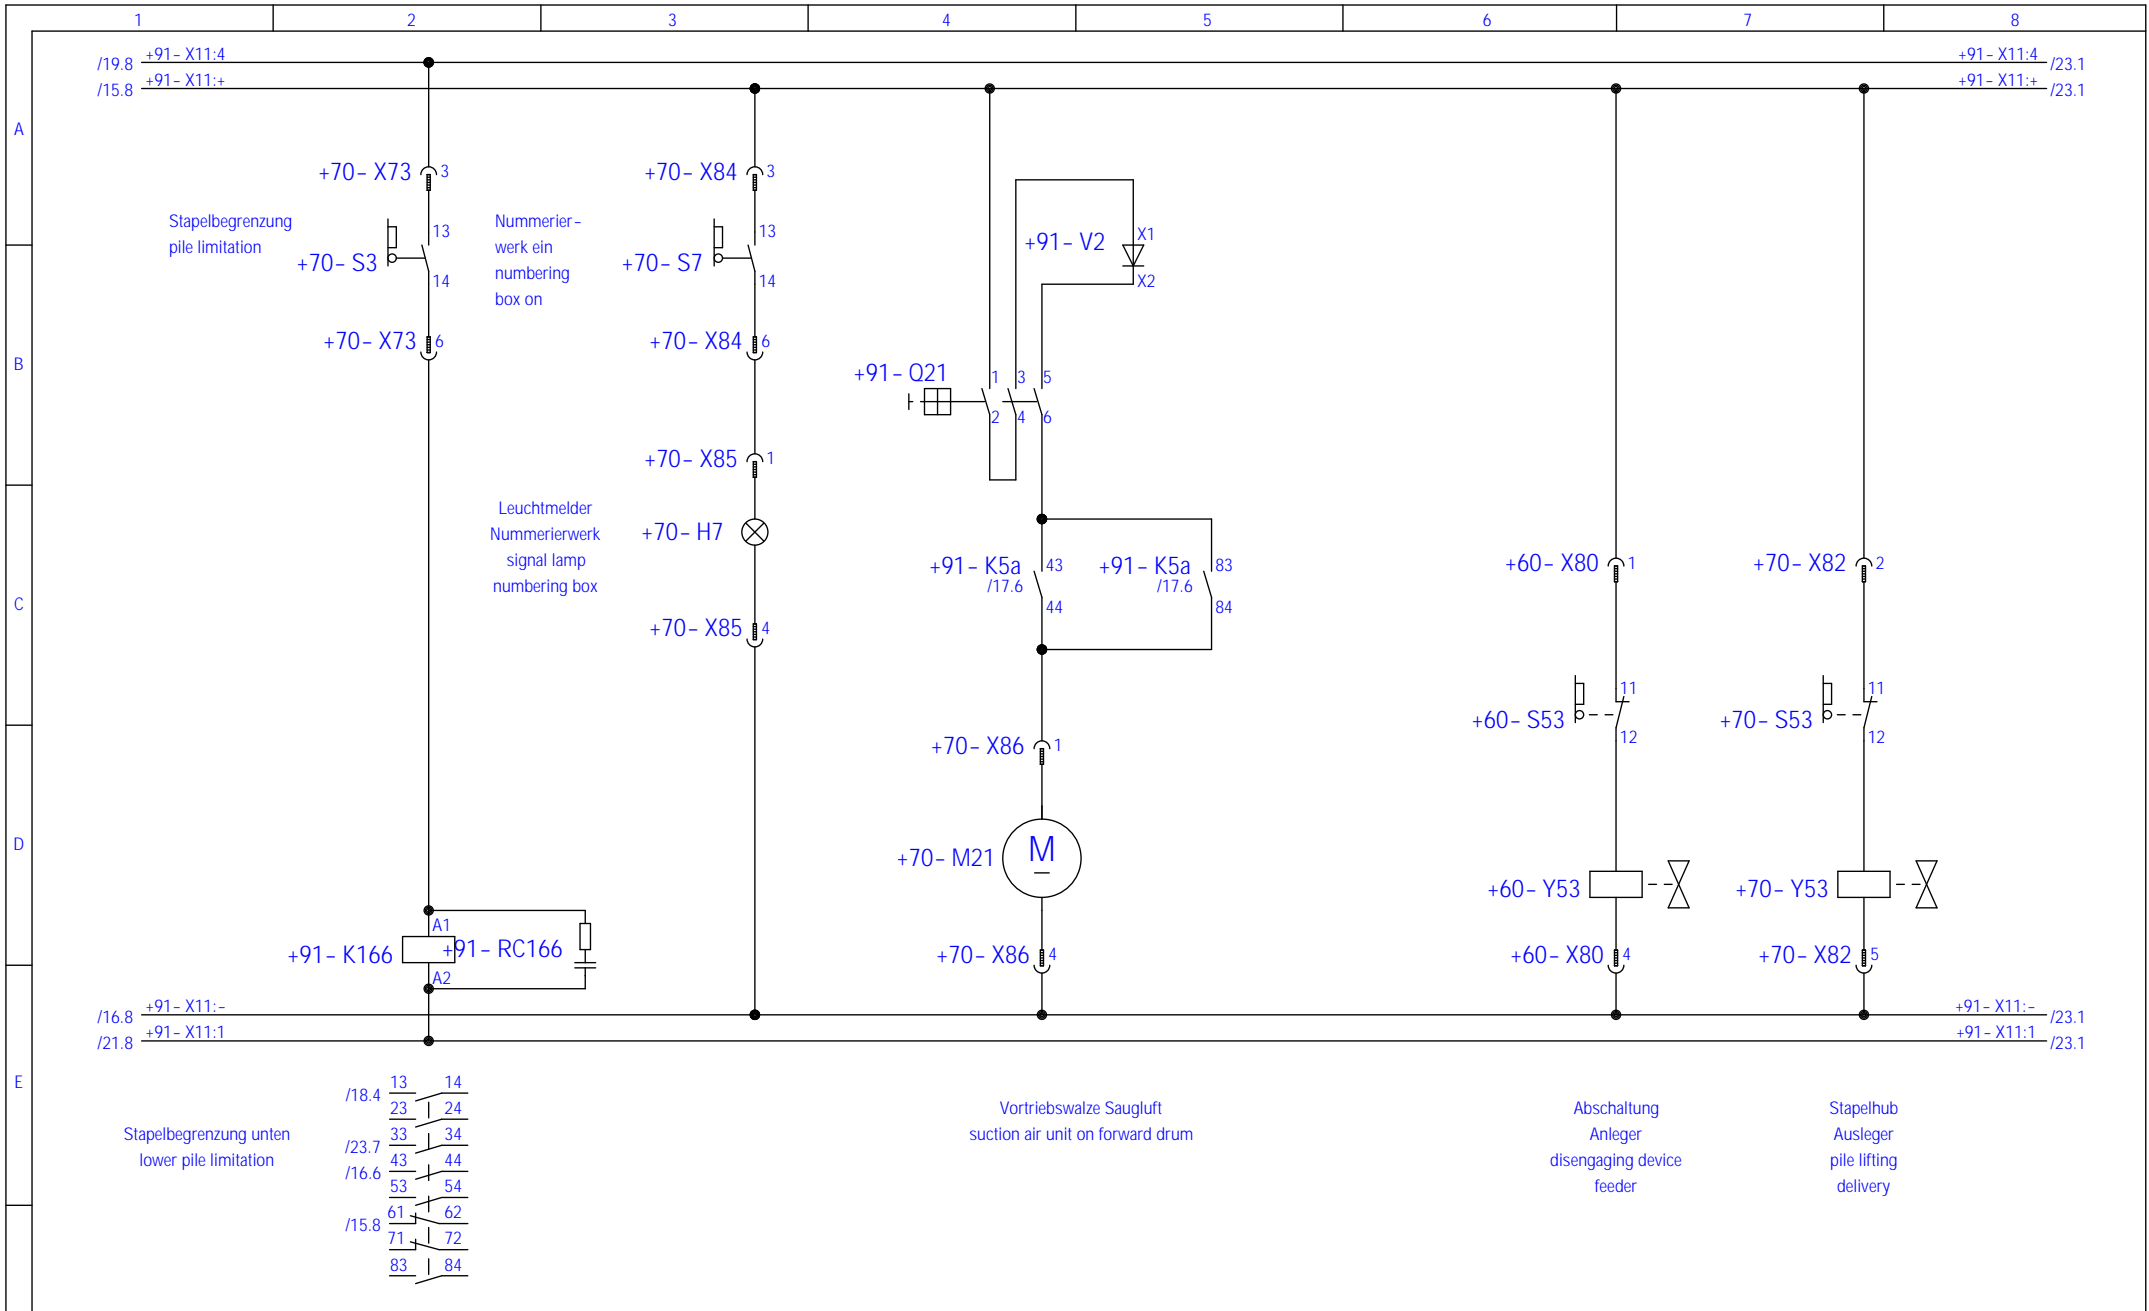 1 2 3 4 5 6 7 8
/19.8 +91-X11:4 +91-X11:4 /23.1
/15.8 +91-X11:+ +91-X11:+ /23.1
A
+70-X73 3
+70-X84 3
Stapelbegrenzung
pile limitation
+70-S3 13
14
Nummerier-
werk ein
numbering
box on
+70-S7 13
14
+91-V2 X1
X2
+70-X73 6
+70-X84 6
B
+91-Q21 1 3 5
2 4 6
+70-X85 1
Leuchtmelder
Nummerierwerk
signal lamp
numbering box
+70-H7
+91-K5a 43
/17.6
44
+91-K5a 83
/17.6
84
+60-X80 1
+70-X82 2
C
+70-X85 4
+60-S53 11
12
+70-S53 11
12
+70-X86 1
D
+70-M21 M
+60-Y53
+70-Y53
A1
+91-K166
+91-RC166
A2
+70-X86 4
+60-X80 4
+70-X82 5
/16.8 +91-X11:- +91-X11:- /23.1
/21.8 +91-X11:1 +91-X11:1 /23.1
E
Stapelbegrenzung unten
lower pile limitation
/18.4 13 14
23 24
/23.7 33 34
/16.6 43 44
53 54
/15.8 61 62
71 72
83 84
Vortriebswalze Saugluft
suction air unit on forward drum
Abschaltung
Anleger
disengaging device
feeder
Stapelhub
Ausleger
pile lifting
delivery